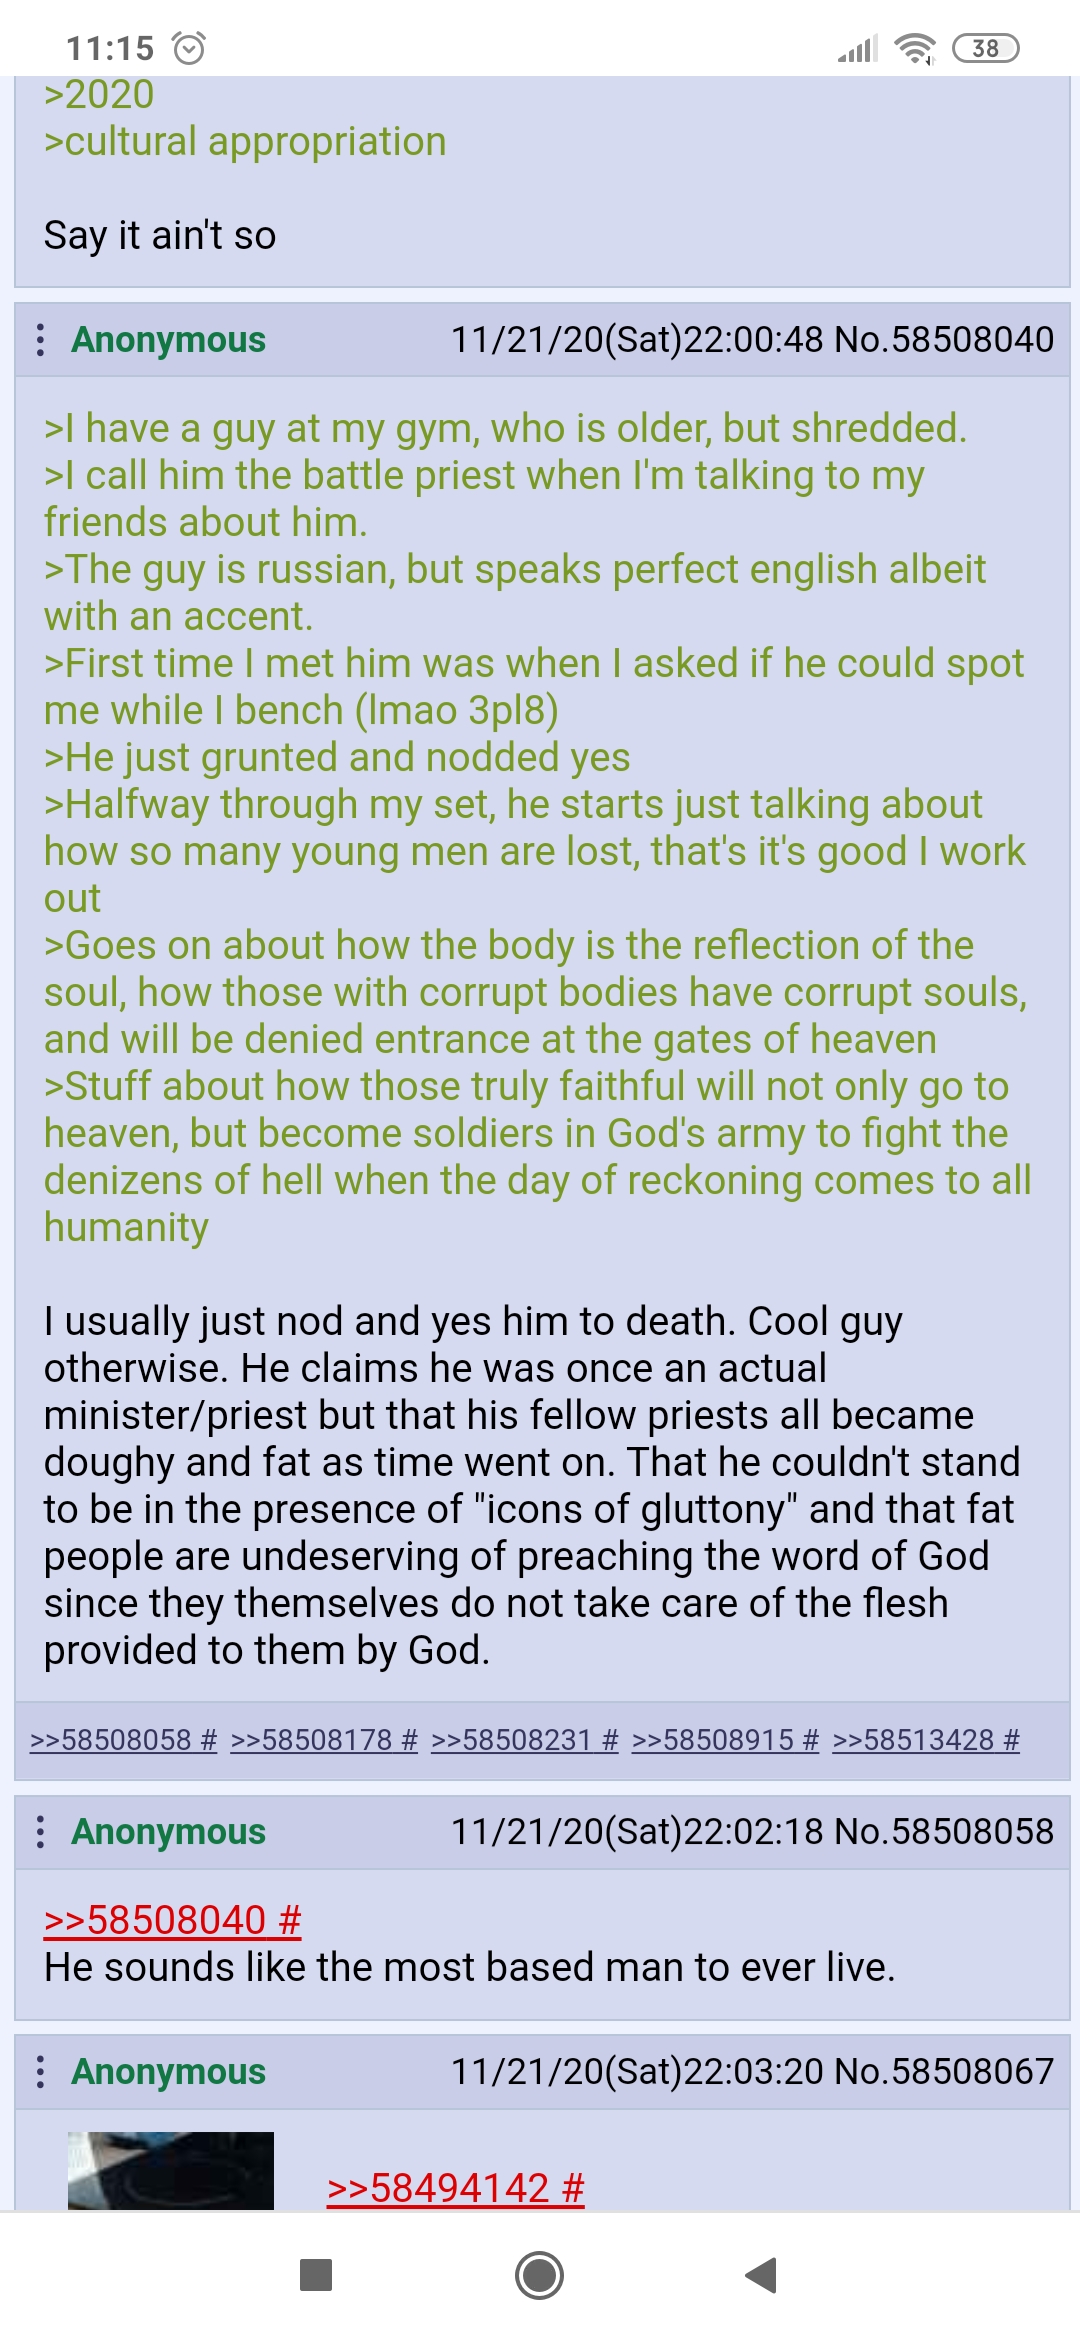 11:15
38
>2020
>cultural appropriation
Say it ain't so
Anonymous 11/21/20(Sat)22:00:48 No.58508040
>I have a guy at my gym, who is older, but shredded.
>I call him the battle priest when I'm talking to my
friends about him.
>The guy is russian, but speaks perfect english albeit
with an accent.
>First time I met him was when I asked if he could spot
me while I bench (lmao 3pl8)
>He just grunted and nodded yes
>Halfway through my set, he starts just talking about
how so many young men are lost, that's it's good I work
out
>Goes on about how the body is the reflection of the
soul, how those with corrupt bodies have corrupt souls,
and will be denied entrance at the gates of heaven
>Stuff about how those truly faithful will not only go to
heaven, but become soldiers in God's army to fight the
denizens of hell when the day of reckoning comes to all
humanity
I usually just nod and yes him to death. Cool guy
otherwise. He claims he was once an actual
minister/priest but that his fellow priests all became
doughy and fat as time went on. That he couldn't stand
to be in the presence of "icons of gluttony" and that fat
people are undeserving of preaching the word of God
since they themselves do not take care of the flesh
provided to them by God.
>>58508058 # >>58508178 # >>58508231 # >>58508915 # >>58513428 #
Anonymous 11/21/20(Sat)22:02:18 No.58508058
>>58508040 #
He sounds like the most based man to ever live.
Anonymous 11/21/20(Sat)22:03:20 No.58508067
>>58494142 #